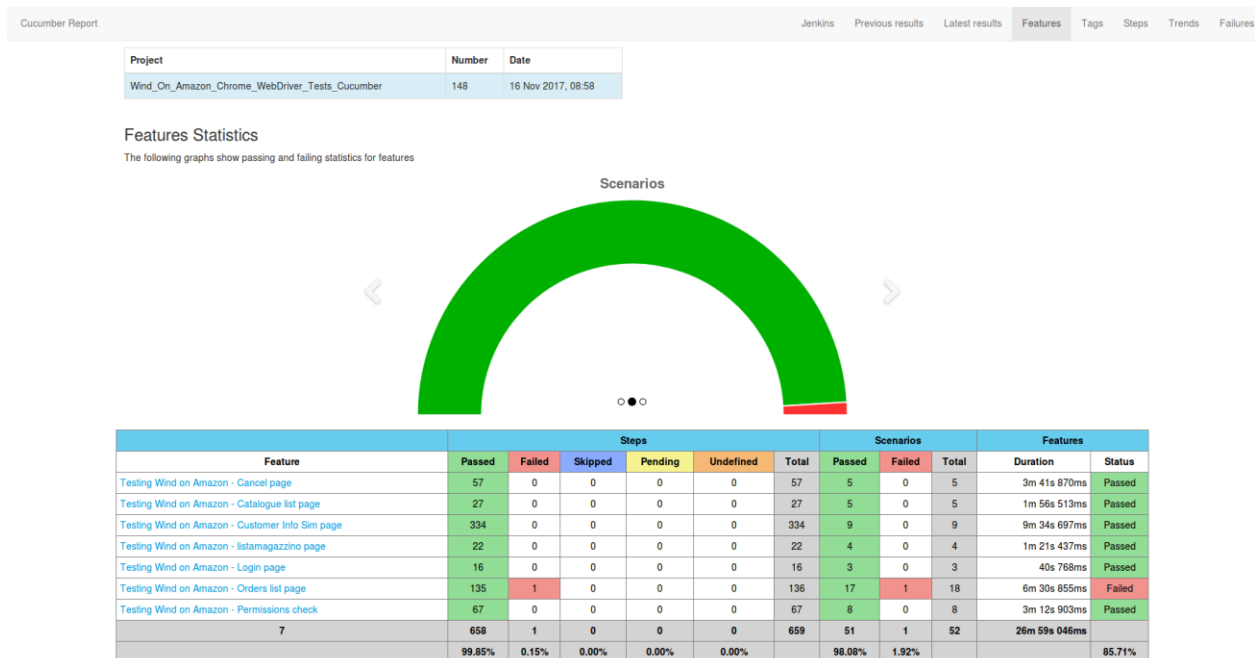 Cucumber Report Jenkins Previous results Latest results Features Tags Steps Trends Failures
Project Number Date
Wind_On_Amazon_Chrome_WebDriver_Tests_Cucumber 148 16 Nov 2017, 08:58
Features Statistics
The following graphs show passing and failing statistics for features
Scenarios
Steps Scenarios Features
Feature Passed Failed Skipped Pending Undefined Total Passed Failed Total Duration Status
Testing Wind on Amazon - Cancel page 57 0 0 0 0 57 5 0 5 3m 41s 870ms Passed
Testing Wind on Amazon - Catalogue list page 27 0 0 0 0 27 5 0 5 1m 56s 513ms Passed
Testing Wind on Amazon - Customer Info Sim page 334 0 0 0 0 334 9 0 9 9m 34s 697ms Passed
Testing Wind on Amazon - listamagazzino page 22 0 0 0 0 22 4 0 4 1m 21s 437ms Passed
Testing Wind on Amazon - Login page 16 0 0 0 0 16 3 0 3 40s 768ms Passed
Testing Wind on Amazon - Orders list page 135 1 0 0 0 136 17 1 18 6m 30s 855ms Failed
Testing Wind on Amazon - Permissions check 67 0 0 0 0 67 8 0 8 3m 12s 903ms Passed
7 658 1 0 0 0 659 51 1 52 26m 59s 046ms
99.85% 0.15% 0.00% 0.00% 0.00% 98.08% 1.92% 85.71%